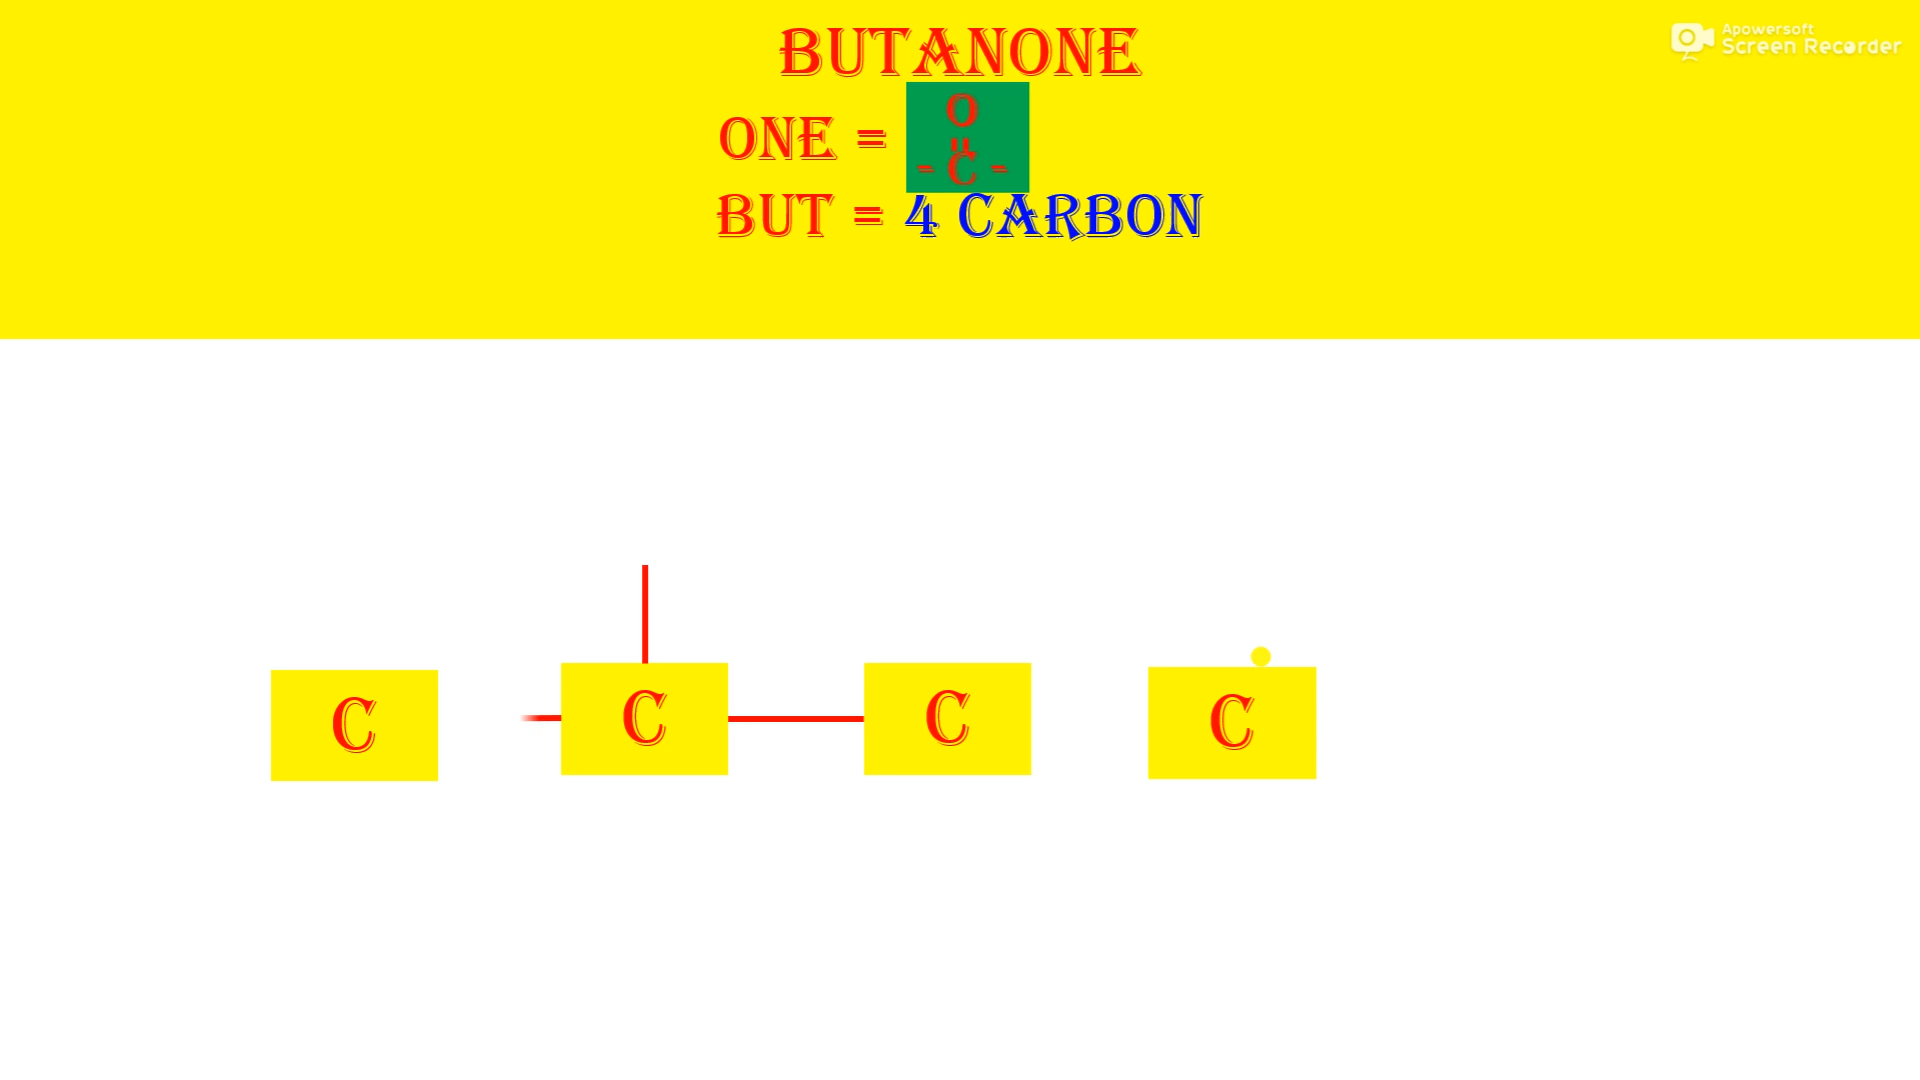 BUTANONE
Apowersoft
Screen Recorder
O
ONE =
- C -
BUT = 4 CARBON
C C C C